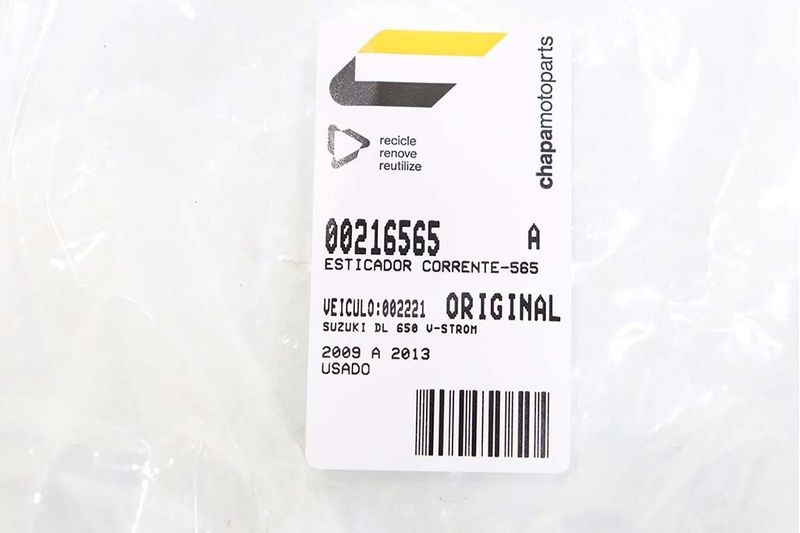 chapamotoparts
recicle
renove
reutilize
00216565 A
ESTICADOR CORRENTE-565
VEICULO:002221 ORIGINAL
SUZUKI DL 650 V-STROM
2009 A 2013
USADO